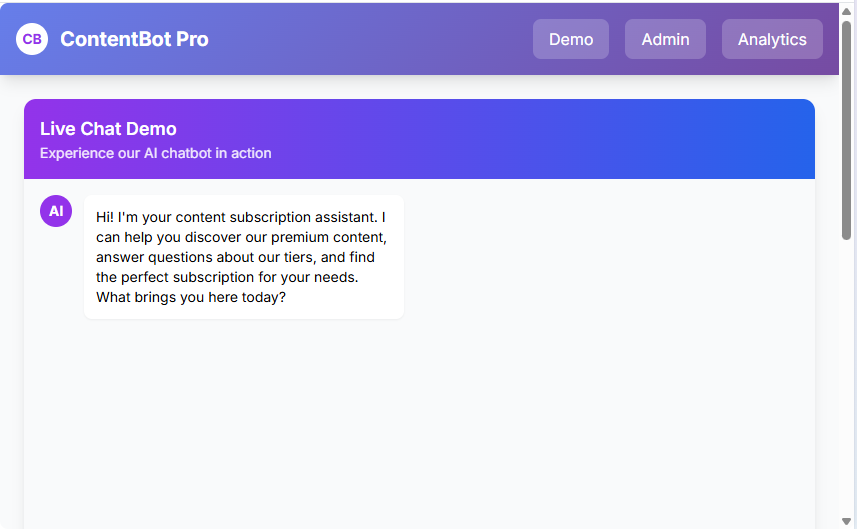 CB
ContentBot Pro
Demo
Admin
Analytics
Live Chat Demo
Experience our AI chatbot in action
AI
Hi! I'm your content subscription assistant. I
can help you discover our premium content,
answer questions about our tiers, and find
the perfect subscription for your needs.
What brings you here today?